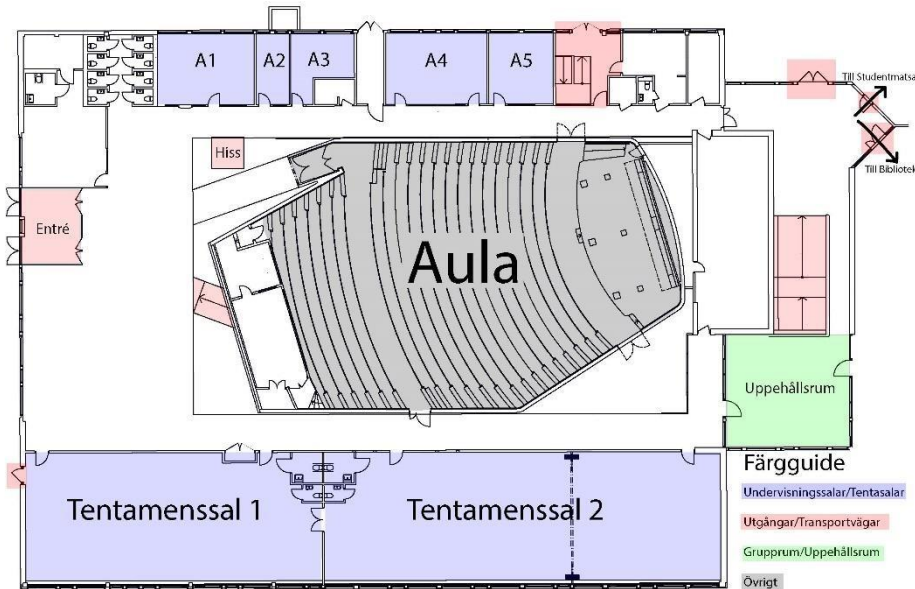 A1
A2
A3
A4
A5
Till Studentmatsa
Till Bibliotek
Hiss
Entré
Aula
Uppehållsrum
Tentamenssal 1
Tentamenssal 2
Färgguide
Undervisningssalar/Tentasalar
Utgångar/Transportvägar
Grupprum/Uppehållsrum
Övrigt